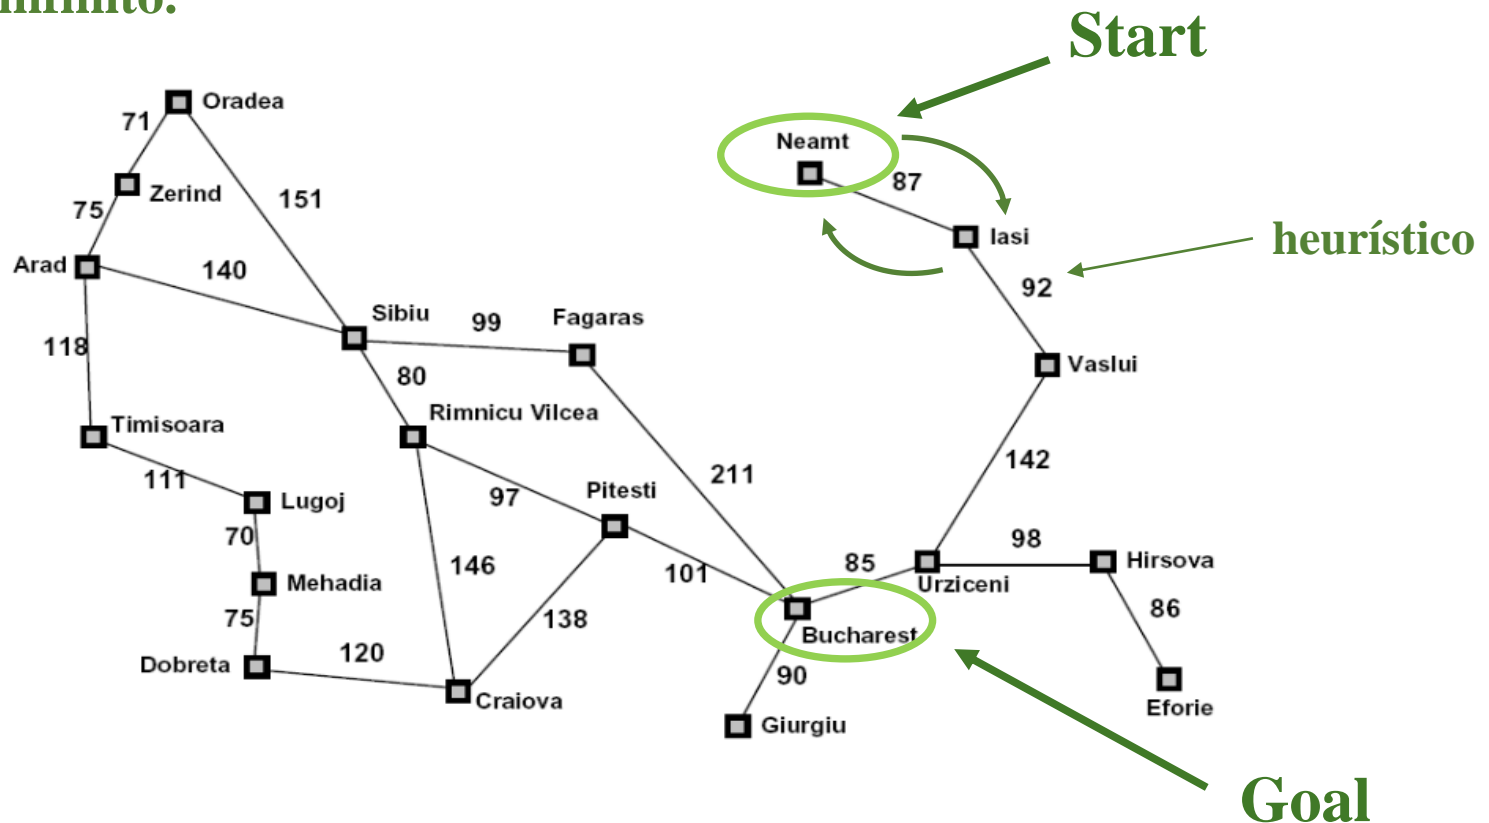 infinito.
Start
Oradea
71
Neamt
87
Zerind
151
75
Iasi
heurístico
Arad
140
92
Sibiu
99
Fagaras
118
80
Vaslui
Rimnicu Vilcea
Timisoara
142
111
211
Pitesti
97
Lugoj
70
98
146
85
Hirsova
101
Urziceni
Mehadia
75
138
86
Bucharest
120
Dobreta
90
Craiova
Eforie
Giurgiu
Goal